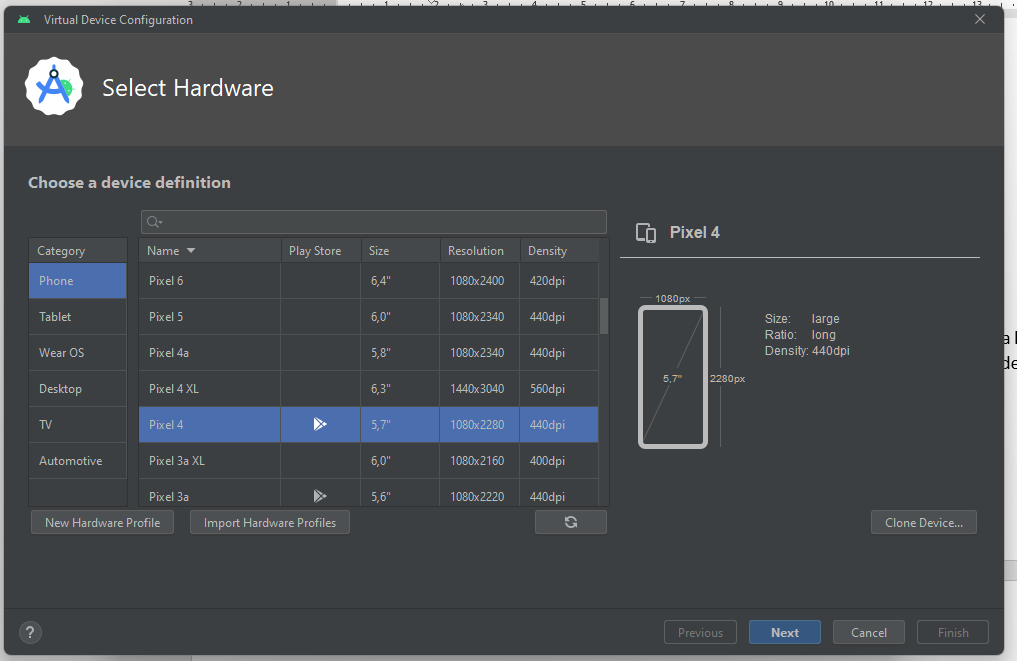 Virtual Device Configuration
Select Hardware
Choose a device definition
Category
Phone
Tablet
Wear OS
Desktop
TV
Automotive
Name Play Store Size Resolution Density
Pixel 6 6,4" 1080x2400 420dpi
Pixel 5 6,0" 1080x2340 440dpi
Pixel 4a 5,8" 1080x2340 440dpi
Pixel 4 XL 6,3" 1440x3040 560dpi
Pixel 4 5,7" 1080x2280 440dpi
Pixel 3a XL 6,0" 1080x2160 400dpi
Pixel 3a 5,6" 1080x2220 440dpi
New Hardware Profile Import Hardware Profiles
Pixel 4
1080px
5,7"
2280px
Size: large
Ratio: long
Density: 440dpi
Clone Device...
?
Previous Next Cancel Finish